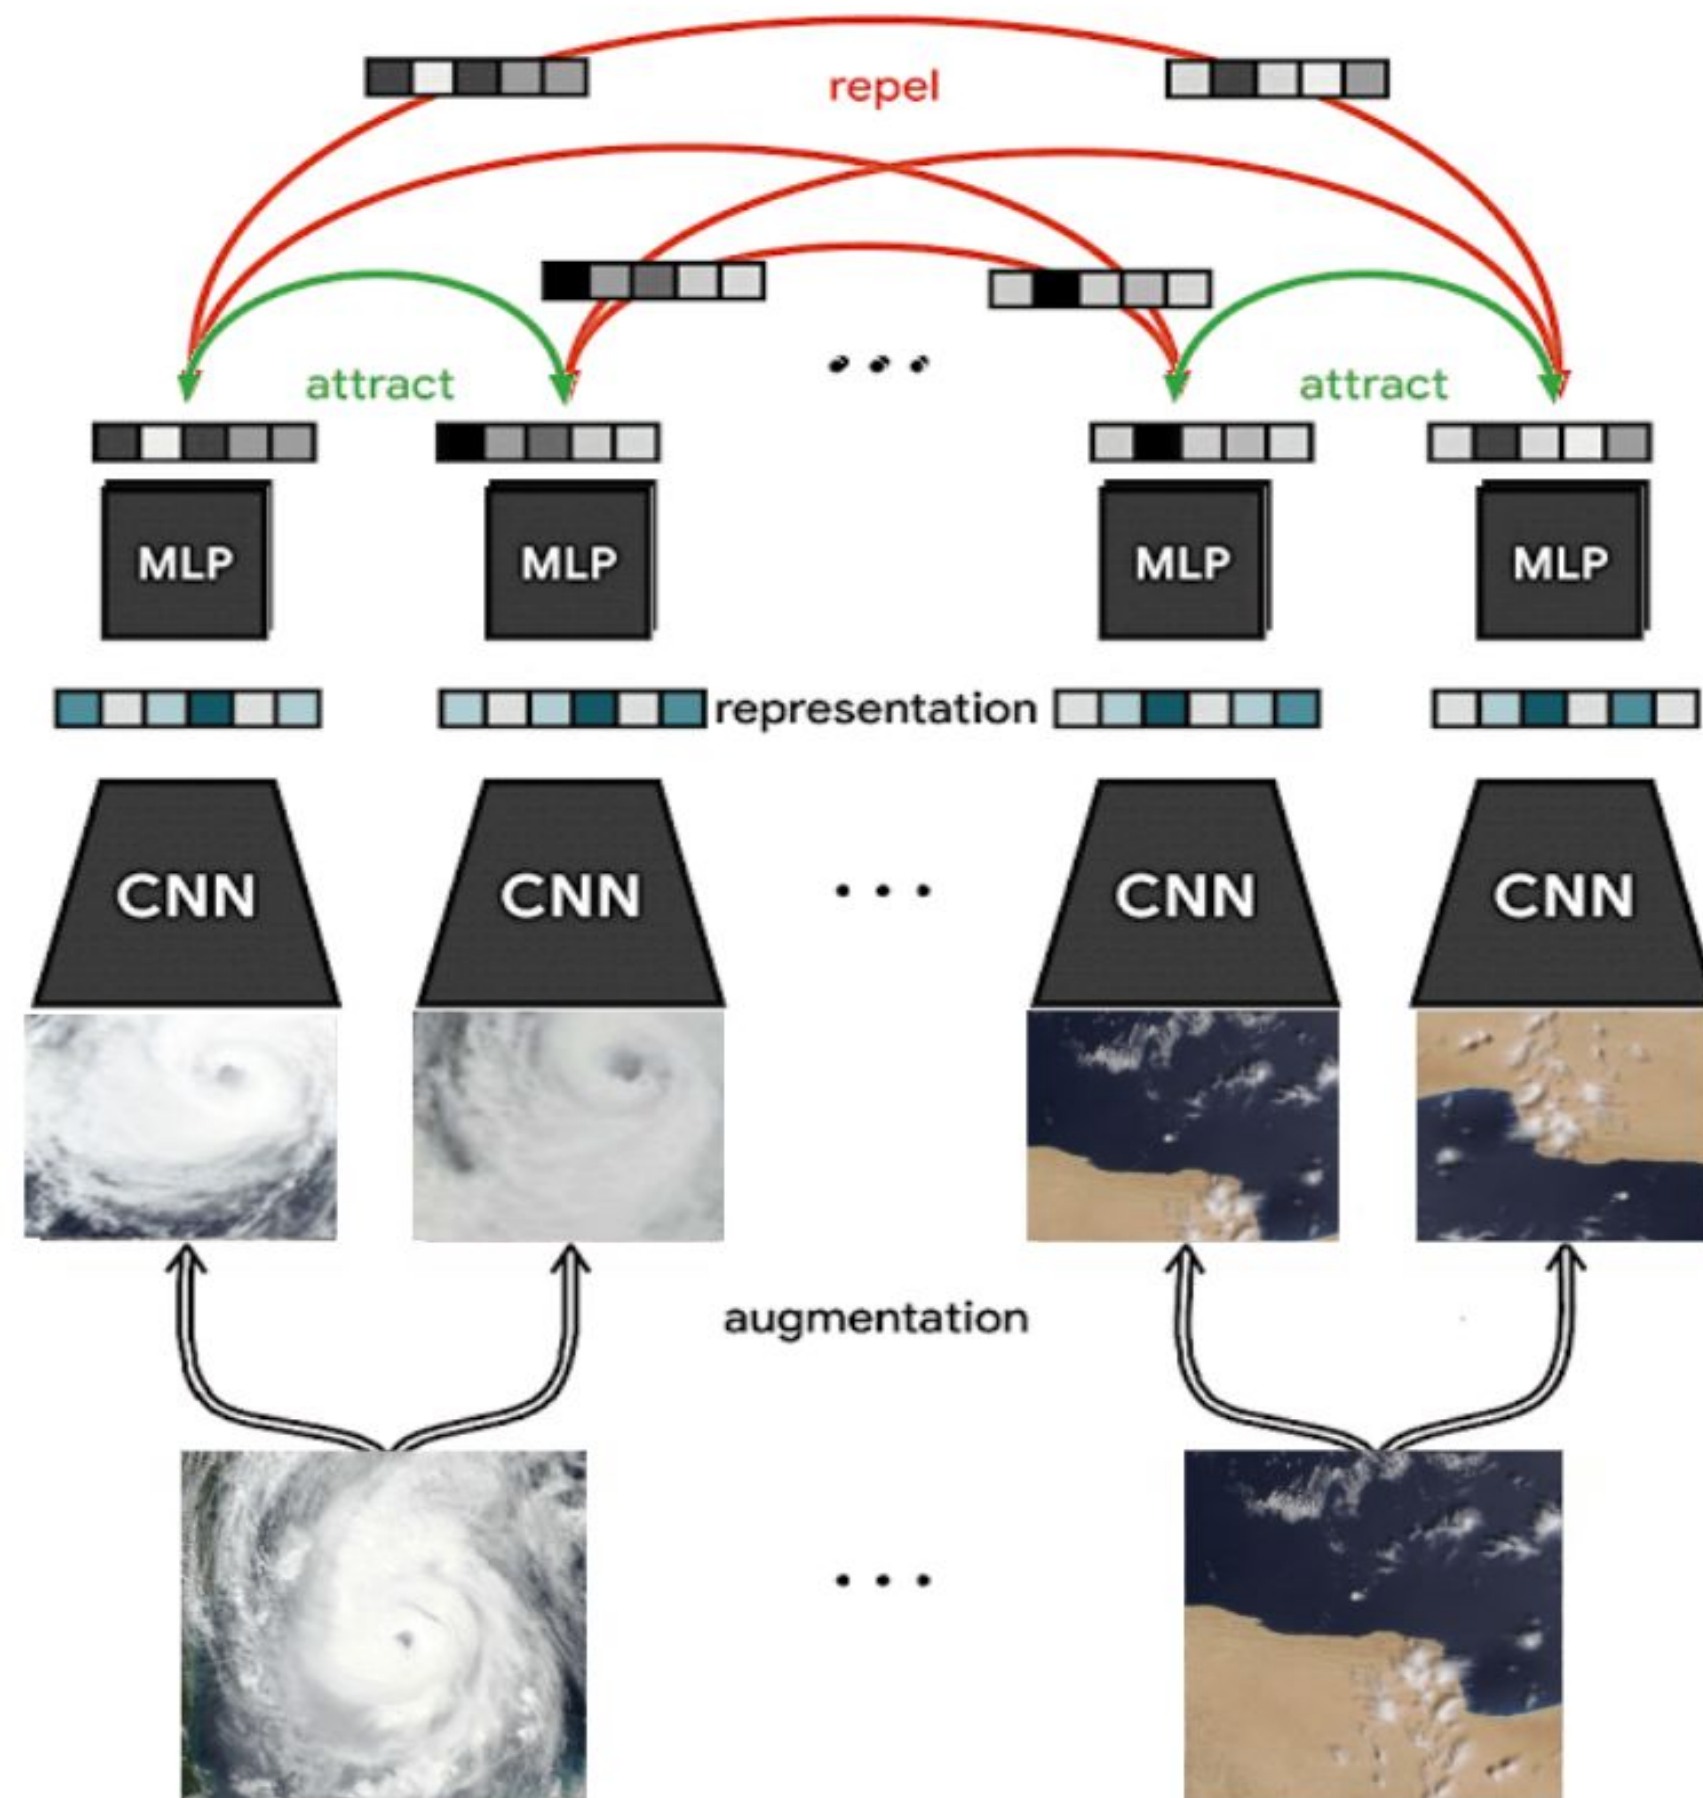 repel
attract
attract
MLP
MLP
MLP
MLP
representation
CNN
CNN
CNN
CNN
augmentation